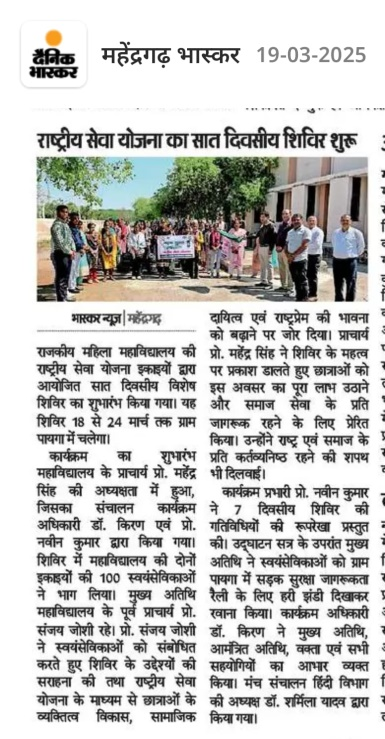 दैनिक
भास्कर
महेंद्रगढ़ भास्कर 19-03-2025
राष्ट्रीय सेवा योजना का सात दिवसीय शिविर शुरू
भास्कर न्यूज | महेंद्रगढ़
राजकीय महिला महाविद्यालय की
राष्ट्रीय सेवा योजना इकाइयों द्वारा
आयोजित सात दिवसीय विशेष
शिविर का शुभारंभ किया गया। यह
शिविर 18 से 24 मार्च तक ग्राम
पायगा में चलेगा।
कार्यक्रम का शुभारंभ
महाविद्यालय के प्राचार्य प्रो. महेंद्र
सिंह की अध्यक्षता में हुआ,
जिसका संचालन कार्यक्रम
अधिकारी डॉ. किरण एवं प्रो.
नवीन कुमार द्वारा किया गया।
शिविर में महाविद्यालय की दोनों
इकाइयों की 100 स्वयंसेविकाओं
ने भाग लिया। मुख्य अतिथि
महाविद्यालय के पूर्व प्राचार्य प्रो.
संजय जोशी रहे। प्रो. संजय जोशी
ने स्वयंसेविकाओं को संबोधित
करते हुए शिविर के उद्देश्यों की
सराहना की तथा राष्ट्रीय सेवा
योजना के माध्यम से छात्राओं के
व्यक्तित्व विकास, सामाजिक
दायित्व एवं राष्ट्रप्रेम की भावना
को बढ़ाने पर जोर दिया। प्राचार्य
प्रो. महेंद्र सिंह ने शिविर के महत्व
पर प्रकाश डालते हुए छात्राओं को
इस अवसर का पूरा लाभ उठाने
और समाज सेवा के प्रति
जागरूक रहने के लिए प्रेरित
किया। उन्होंने राष्ट्र एवं समाज के
प्रति कर्तव्यनिष्ठ रहने की शपथ
भी दिलवाई।
कार्यक्रम प्रभारी प्रो. नवीन कुमार
ने 7 दिवसीय शिविर की
गतिविधियों की रूपरेखा प्रस्तुत
की। उद्घाटन सत्र के उपरांत मुख्य
अतिथि ने स्वयंसेविकाओं को ग्राम
पायगा में सड़क सुरक्षा जागरूकता
रैली के लिए हरी झंडी दिखाकर
रवाना किया। कार्यक्रम अधिकारी
डॉ. किरण ने मुख्य अतिथि,
आमंत्रित अतिथि, वक्ता एवं सभी
सहयोगियों का आभार व्यक्त
किया। मंच संचालन हिंदी विभाग
की अध्यक्ष डॉ. शर्मिला यादव द्वारा
किया गया।